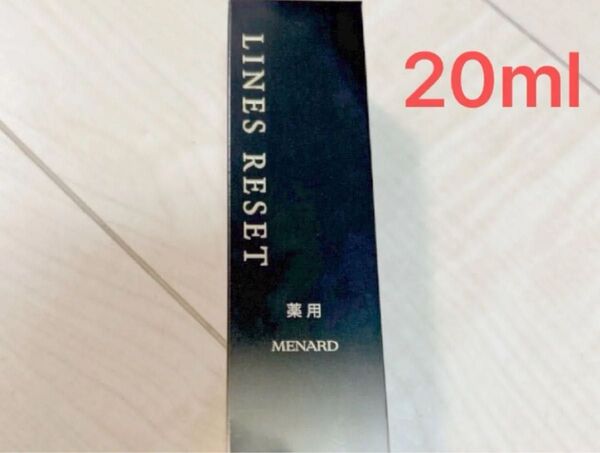 20ml
LINES RESET
薬用
MENARD